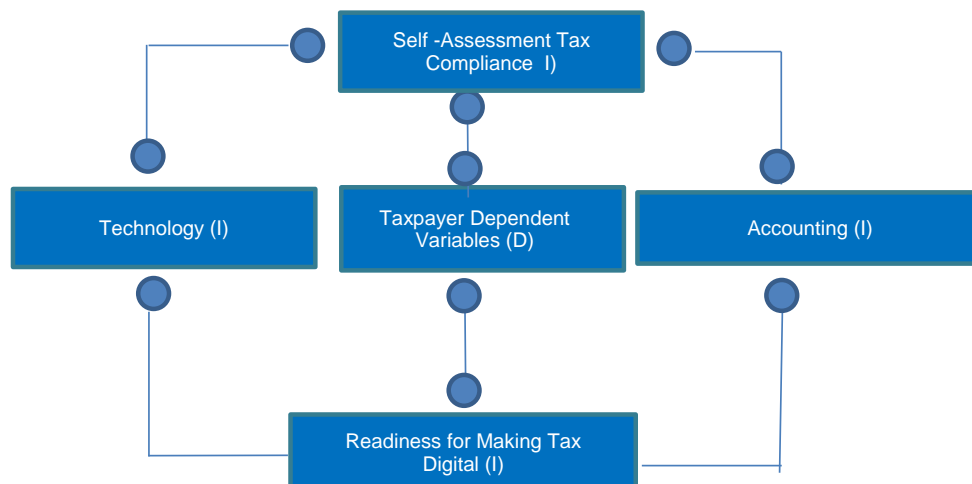 Self -Assessment Tax
Compliance  I)
Technology (I)
Taxpayer Dependent
Variables (D)
Accounting (I)
Readiness for Making Tax
Digital (I)